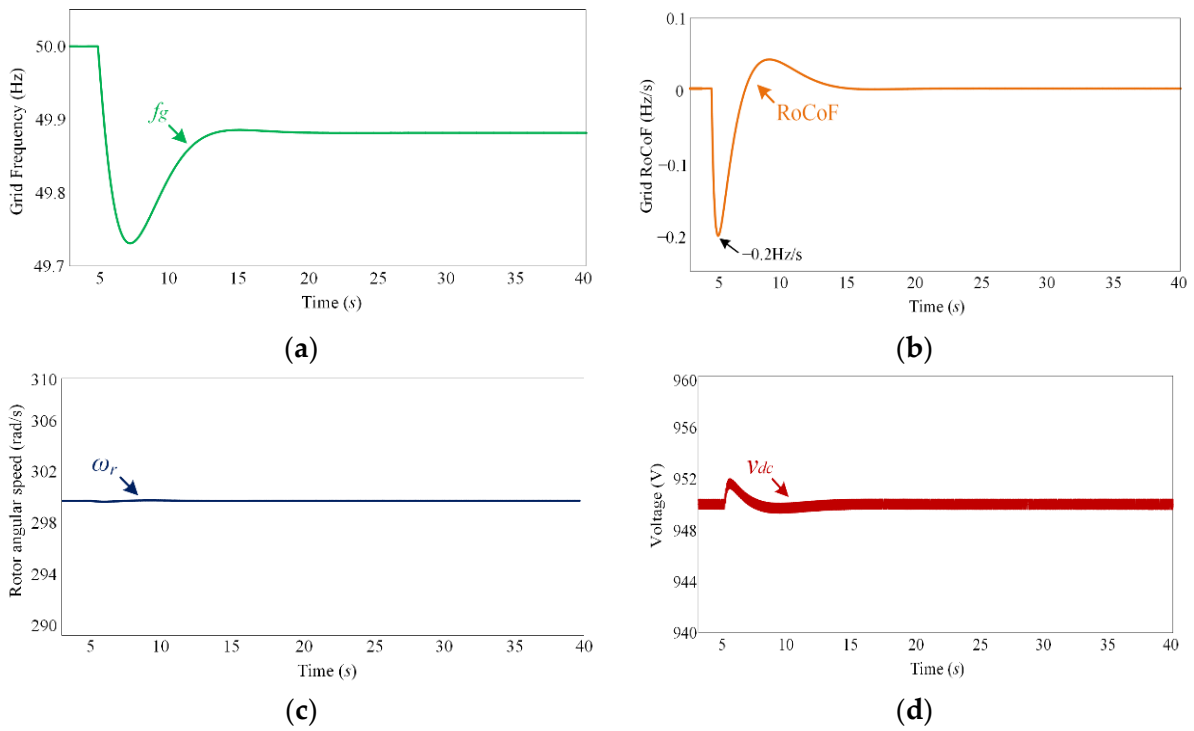 50.0
49.9
49.8
49.7
Grid Frequency (Hz)
fg
5 10 15 20 25 30 35 40
Time (s)
(a)
0.1
0
−0.1
−0.2
Grid RoCoF (Hz/s)
RoCoF
−0.2Hz/s
5 10 15 20 25 30 35 40
Time (s)
(b)
310
306
302
298
294
290
Rotor angular speed (rad/s)
ωr
5 10 15 20 25 30 35 40
Time (s)
(c)
960
956
952
948
944
940
Voltage (V)
vdc
5 10 15 20 25 30 35 40
Time (s)
(d)